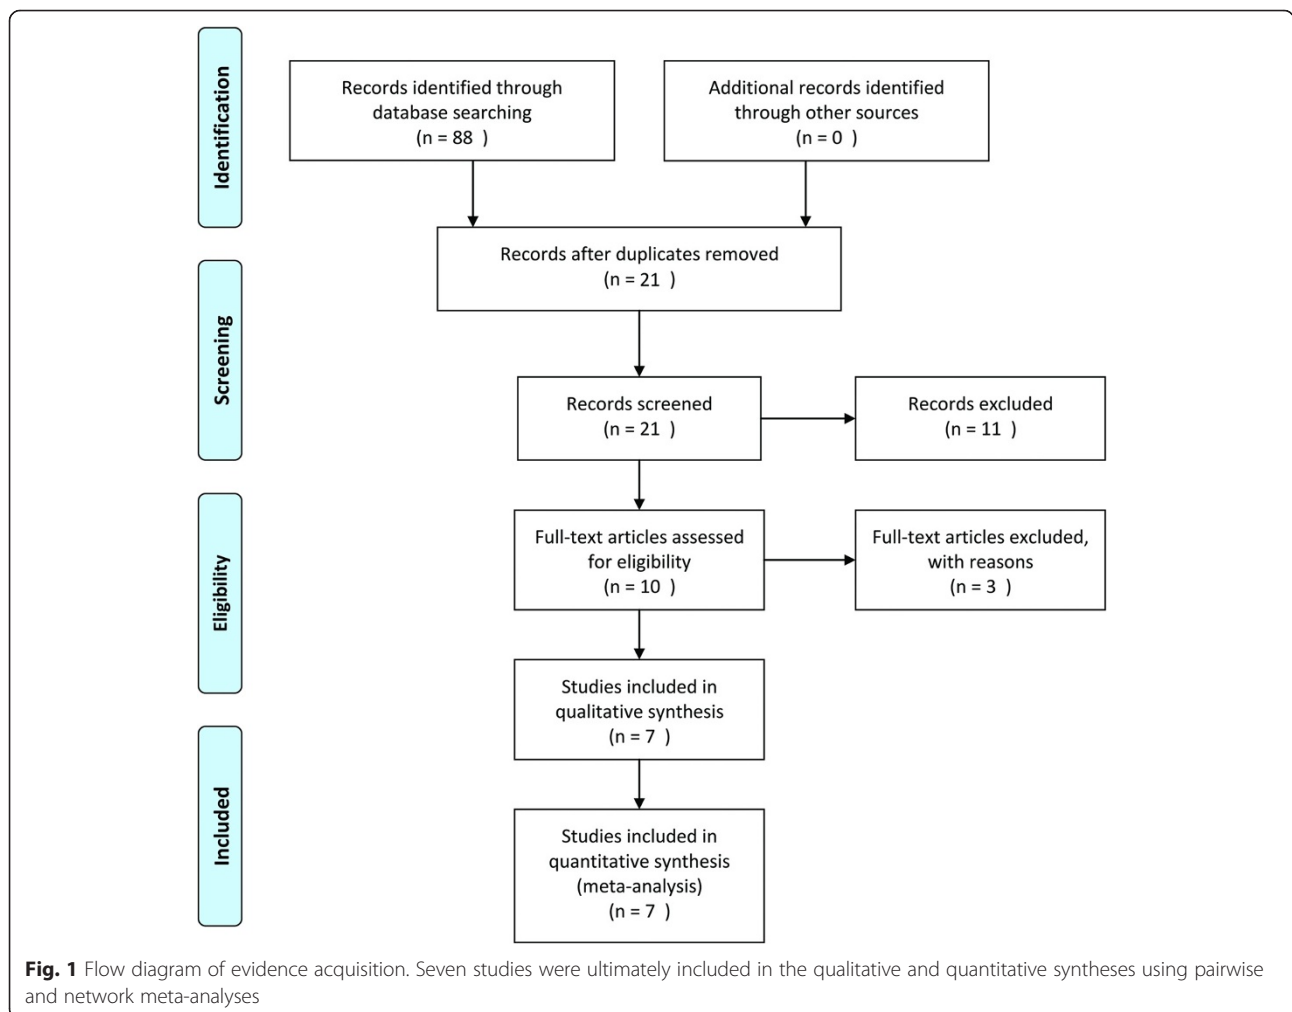 Identification
Records identified through
database searching
(n = 88 )
Additional records identified
through other sources
(n = 0 )
Records after duplicates removed
(n = 21 )
Screening
Records screened
(n = 21 )
Records excluded
(n = 11 )
Eligibility
Full-text articles assessed
for eligibility
(n = 10 )
Full-text articles excluded,
with reasons
(n = 3 )
Studies included in
qualitative synthesis
(n = 7 )
Included
Studies included in
quantitative synthesis
(meta-analysis)
(n = 7 )
Fig. 1 Flow diagram of evidence acquisition. Seven studies were ultimately included in the qualitative and quantitative syntheses using pairwise
and network meta-analyses